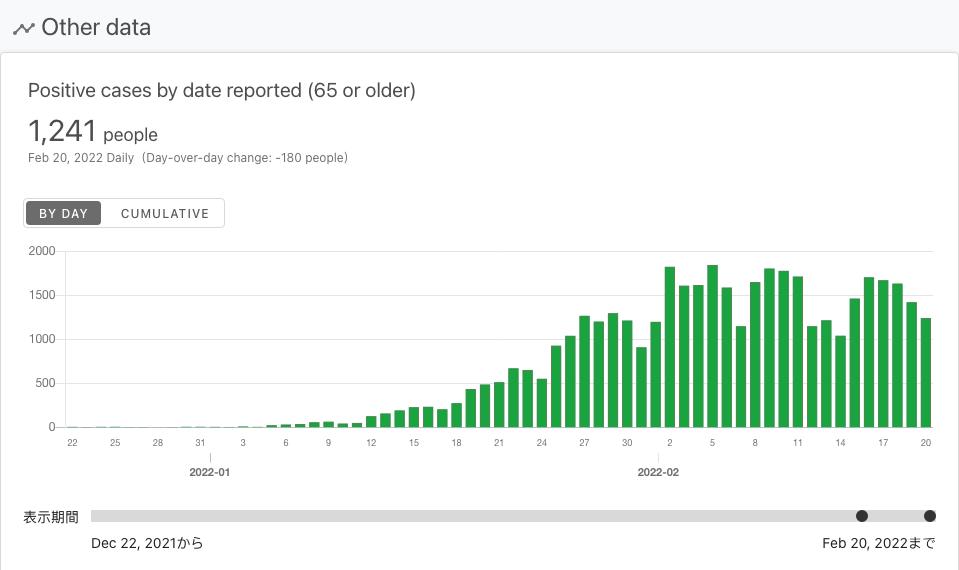 Other data
Positive cases by date reported (65 or older)
1,241 people
Feb 20, 2022 Daily (Day-over-day change: -180 people)
BY DAY CUMULATIVE
2000
1500
1000
500
0
22 25 28 31 3 6 9 12 15 18 21 24 27 30 2 5 8 11 14 17 20
2022-01 2022-02
表示期間
Dec 22, 2021から Feb 20, 2022まで